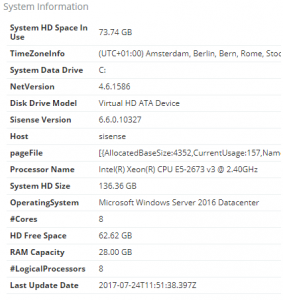 System Information
System HD Space In Use 73.74 GB
TimeZoneInfo (UTC+01:00) Amsterdam, Berlin, Bern, Rome, Stoc
System Data Drive C:
NetVersion 4.6.1586
Disk Drive Model Virtual HD ATA Device
Sisense Version 6.6.0.10327
Host sisense
pageFile [{AllocatedBaseSize:4352,CurrentUsage:157,Nam
Processor Name Intel(R) Xeon(R) CPU E5-2673 v3 @ 2.40GHz
System HD Size 136.36 GB
OperatingSystem Microsoft Windows Server 2016 Datacenter
#Cores 8
HD Free Space 62.62 GB
RAM Capacity 28.00 GB
#LogicalProcessors 8
Last Update Date 2017-07-24T11:51:38.397Z